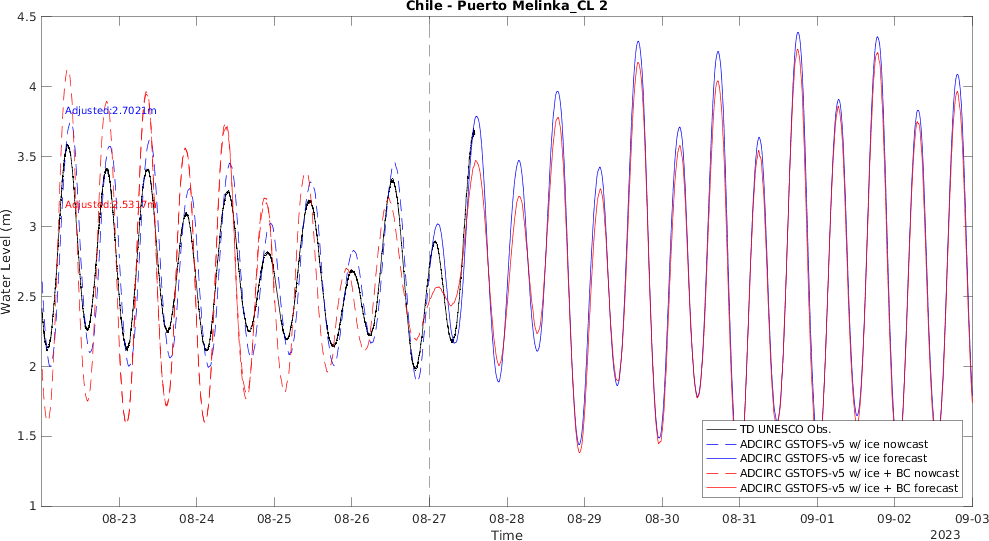 Chile - Puerto Melinka_CL 2
4.5
4
3.5
3
2.5
2
1.5
1
Water Level (m)
Adjusted:2.7021m
Adjusted:2.5317m
TD UNESCO Obs.
ADCIRC GSTOFS-v5 w/ ice nowcast
ADCIRC GSTOFS-v5 w/ ice forecast
ADCIRC GSTOFS-v5 w/ ice + BC nowcast
ADCIRC GSTOFS-v5 w/ ice + BC forecast
08-23 08-24 08-25 08-26 08-27 08-28 08-29 08-30 08-31 09-01 09-02 09-03
Time
2023